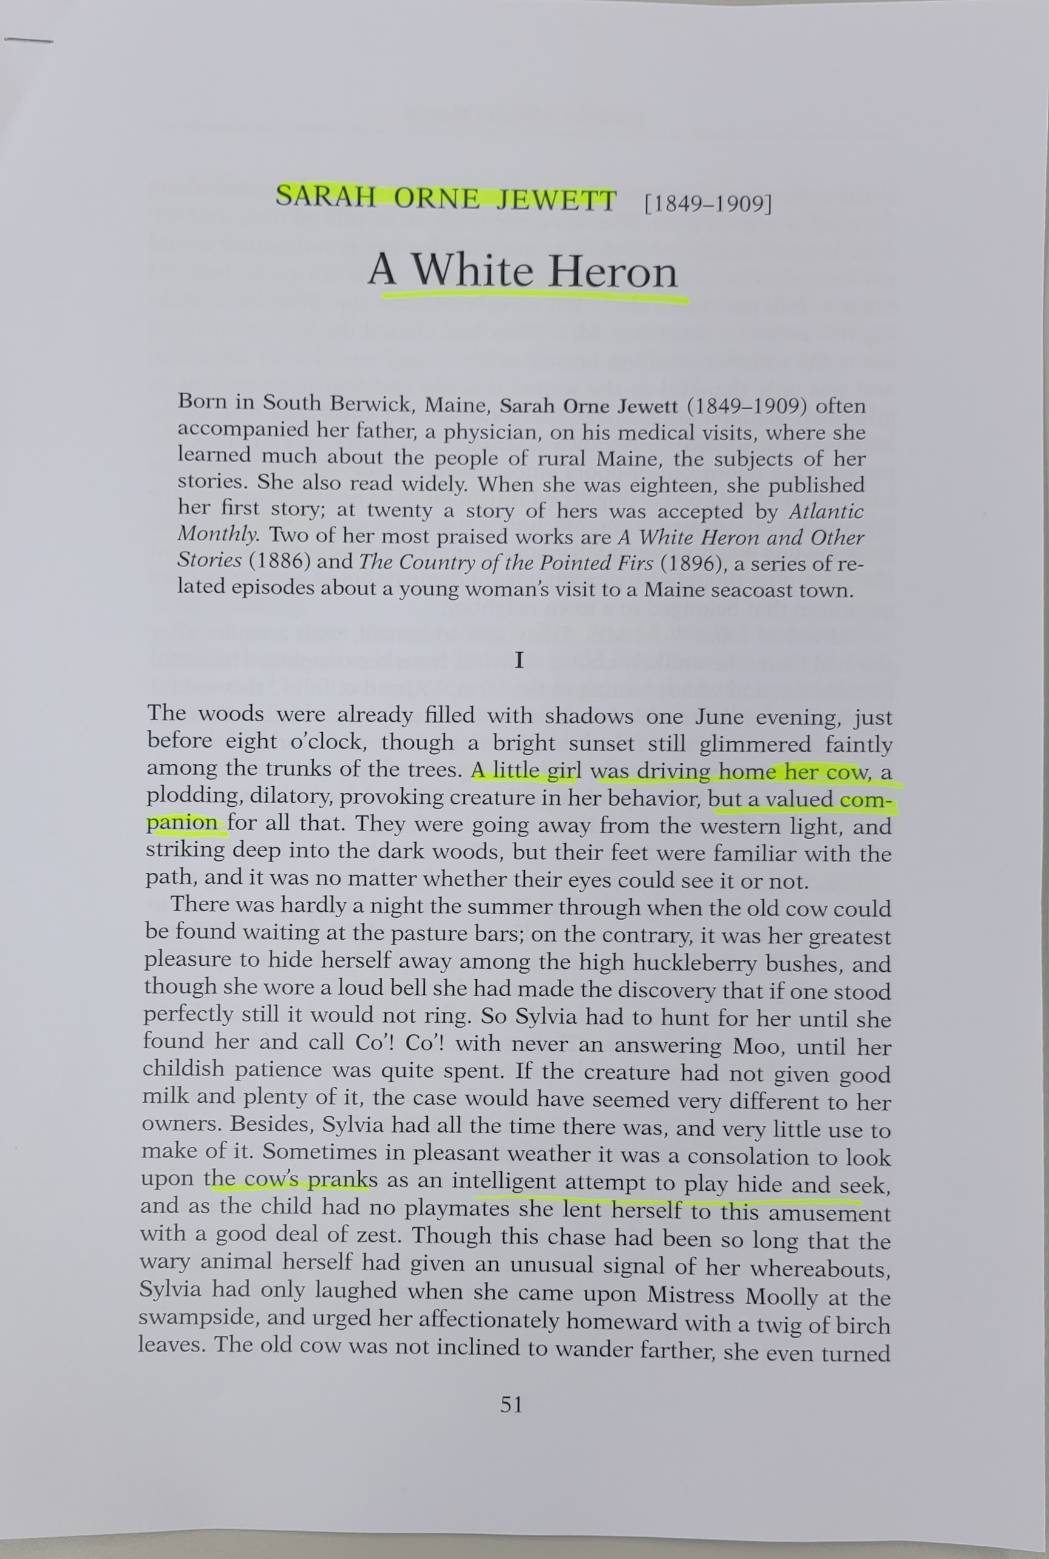 SARAH ORNE JEWETT [1849–1909]
A White Heron
Born in South Berwick, Maine, Sarah Orne Jewett (1849–1909) often
accompanied her father, a physician, on his medical visits, where she
learned much about the people of rural Maine, the subjects of her
stories. She also read widely. When she was eighteen, she published
her first story; at twenty a story of hers was accepted by Atlantic
Monthly. Two of her most praised works are A White Heron and Other
Stories (1886) and The Country of the Pointed Firs (1896), a series of re-
lated episodes about a young woman's visit to a Maine seacoast town.
I
The woods were already filled with shadows one June evening, just
before eight o'clock, though a bright sunset still glimmered faintly
among the trunks of the trees. A little girl was driving home her cow, a
plodding, dilatory, provoking creature in her behavior, but a valued com-
panion for all that. They were going away from the western light, and
striking deep into the dark woods, but their feet were familiar with the
path, and it was no matter whether their eyes could see it or not.
There was hardly a night the summer through when the old cow could
be found waiting at the pasture bars; on the contrary, it was her greatest
pleasure to hide herself away among the high huckleberry bushes, and
though she wore a loud bell she had made the discovery that if one stood
perfectly still it would not ring. So Sylvia had to hunt for her until she
found her and call Co'! Co'! with never an answering Moo, until her
childish patience was quite spent. If the creature had not given good
milk and plenty of it, the case would have seemed very different to her
owners. Besides, Sylvia had all the time there was, and very little use to
make of it. Sometimes in pleasant weather it was a consolation to look
upon the cow's pranks as an intelligent attempt to play hide and seek,
and as the child had no playmates she lent herself to this amusement
with a good deal of zest. Though this chase had been so long that the
wary animal herself had given an unusual signal of her whereabouts,
Sylvia had only laughed when she came upon Mistress Moolly at the
swampside, and urged her affectionately homeward with a twig of birch
leaves. The old cow was not inclined to wander farther, she even turned
51